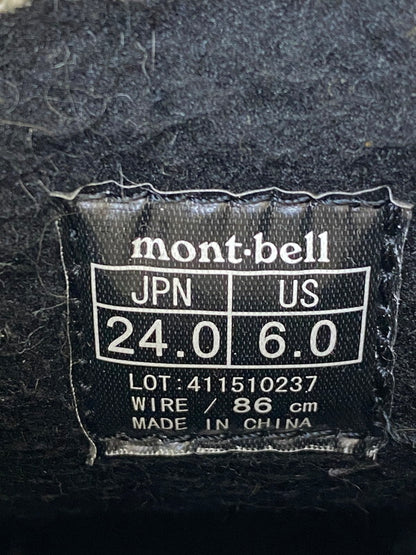 mont·bell
JPN US
24.0 6.0
LOT:411510237
WIRE / 86 cm
MADE IN CHINA